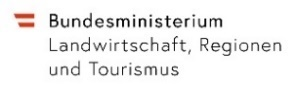 Bundesministerium
Landwirtschaft, Regionen
und Tourismus